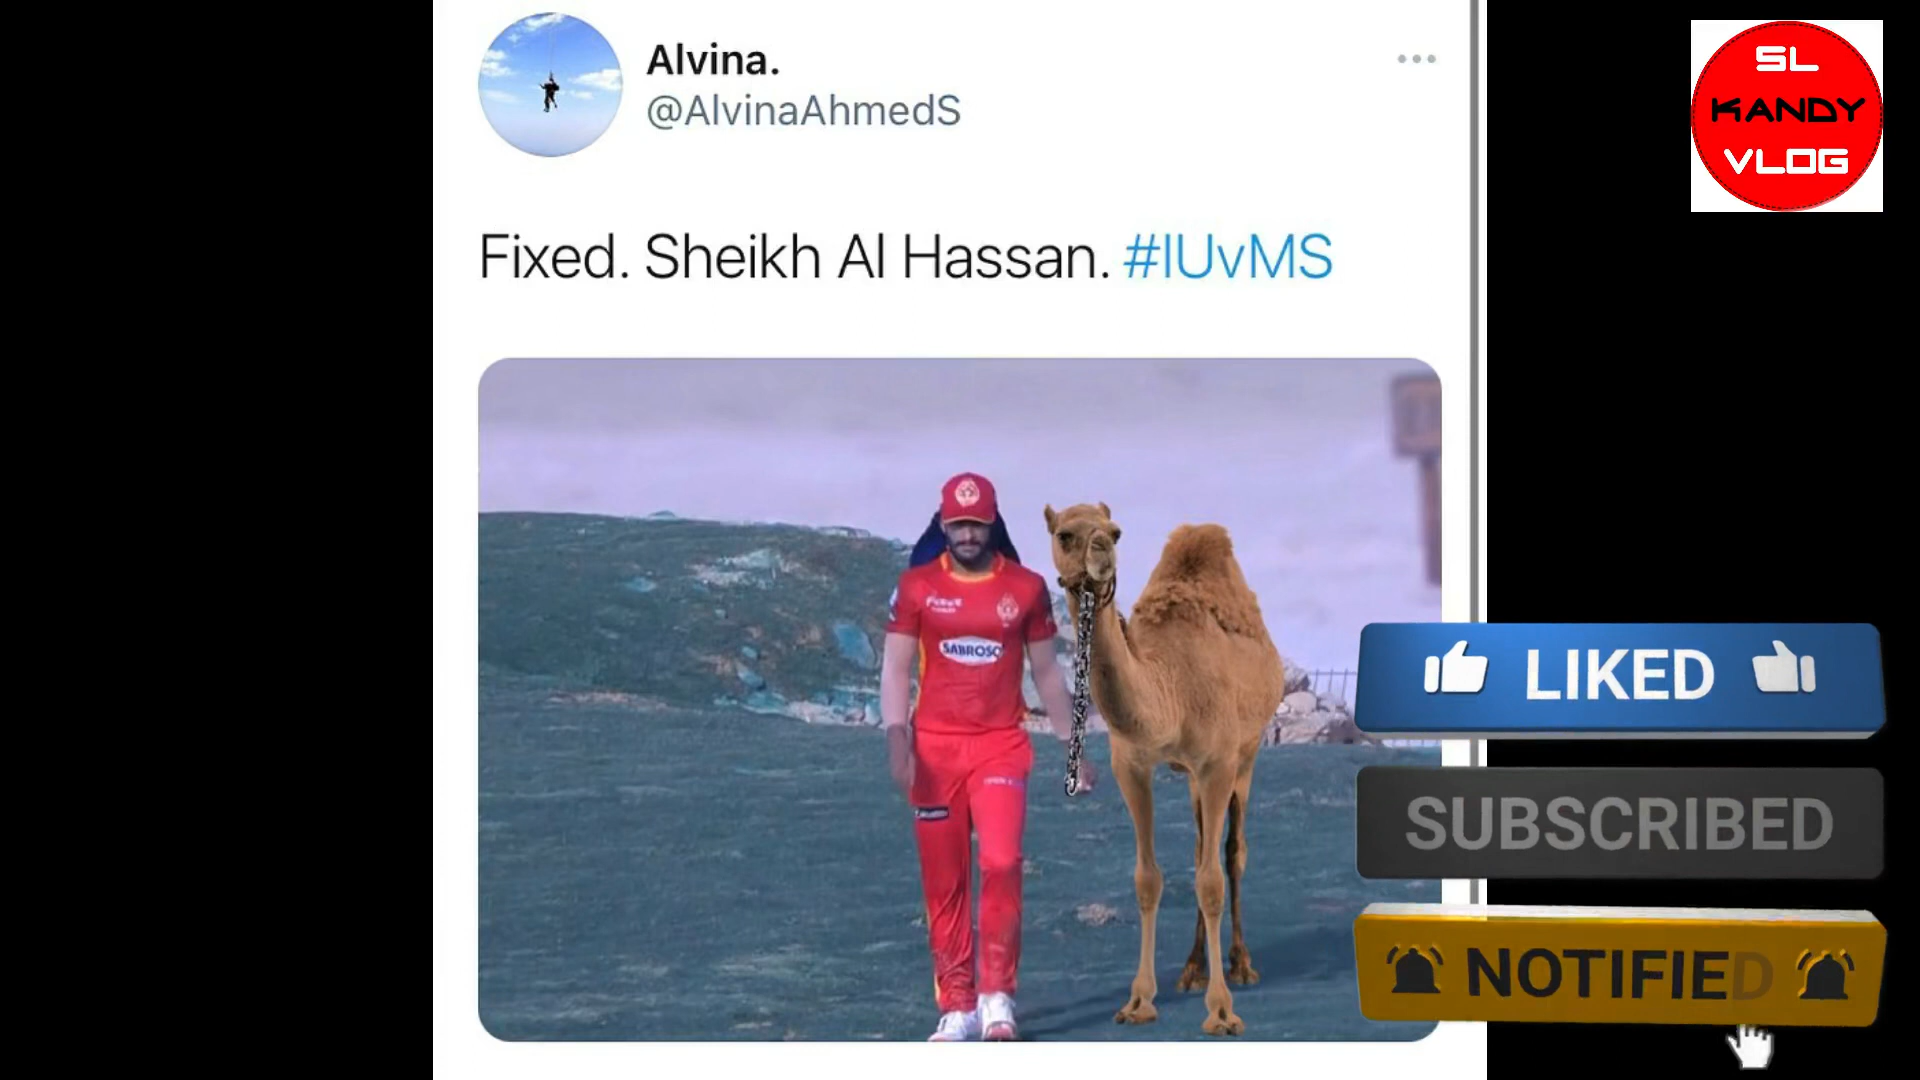 Alvina.
@AlvinaAhmedS
Fixed. Sheikh Al Hassan. #IUvMS
SL
KANDY
VLOG
SABROSO
LIKED
SUBSCRIBED
NOTIFIED